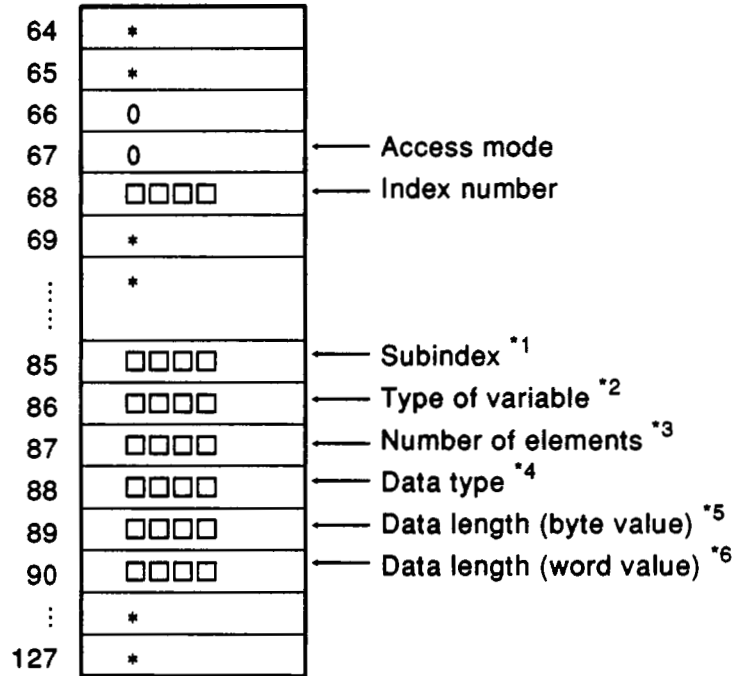 64 *
65 *
66 0
67 0 Access mode
68 □□□□ Index number
69 *
⋮ *
85 □□□□ Subindex *1
86 □□□□ Type of variable *2
87 □□□□ Number of elements *3
88 □□□□ Data type *4
89 □□□□ Data length (byte value) *5
90 □□□□ Data length (word value) *6
⋮ *
127 *